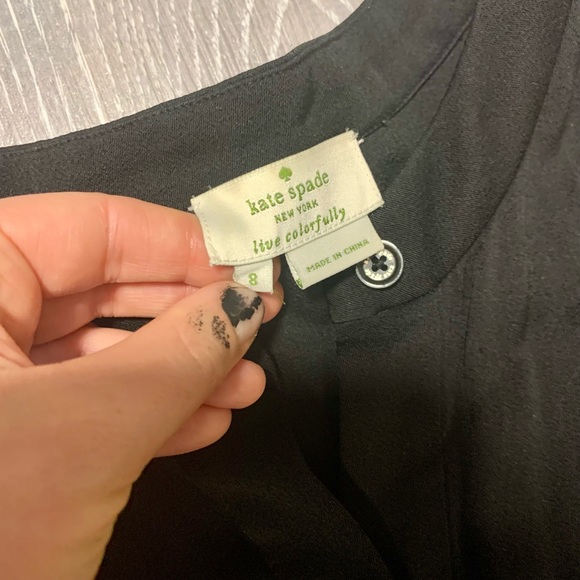 kate spade
NEW YORK
live colorfully
8
MADE IN CHINA